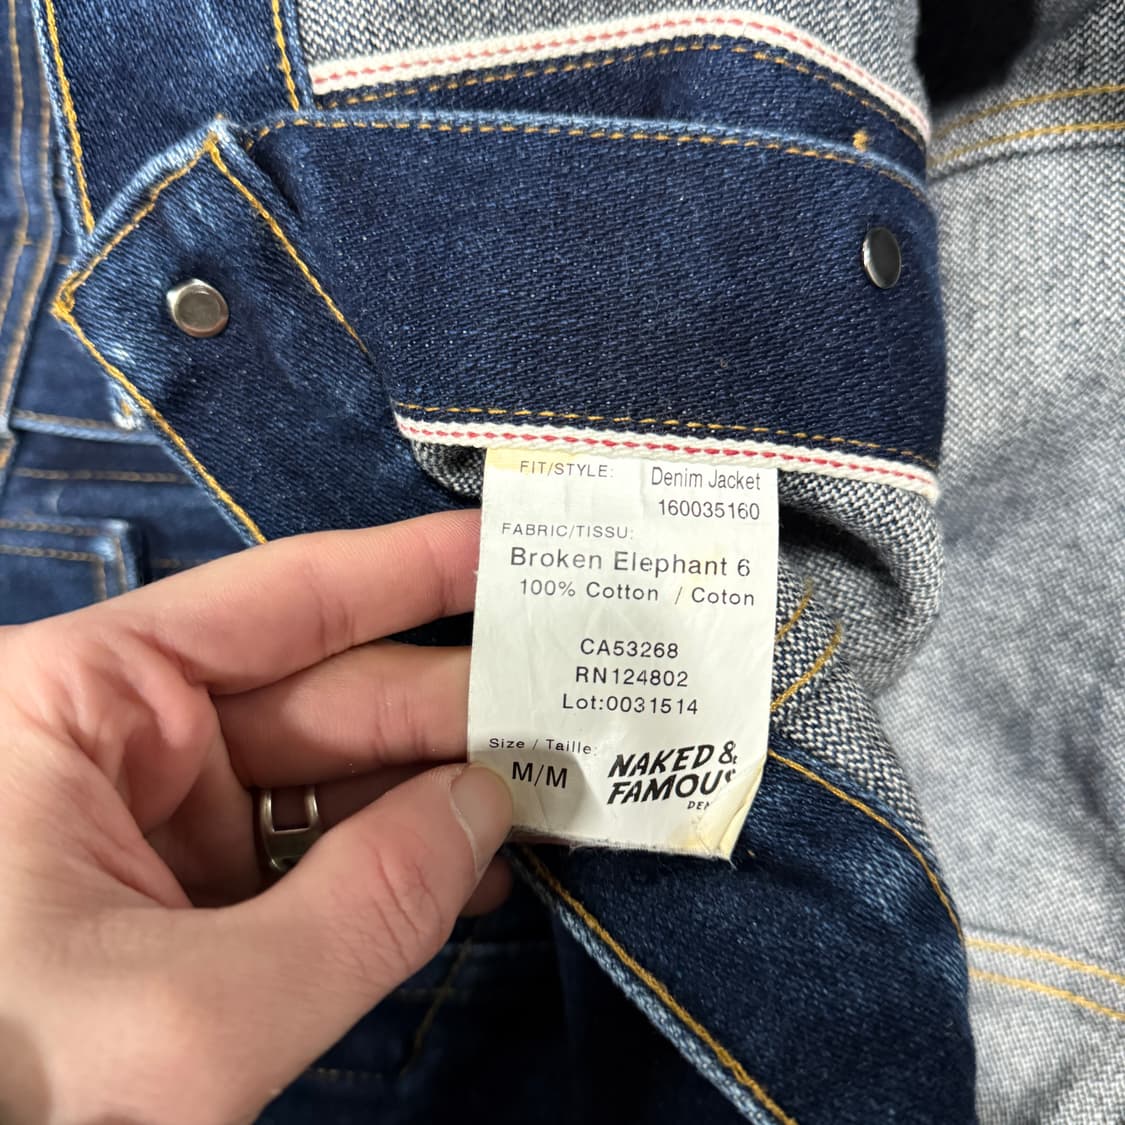 FIT/STYLE: Denim Jacket
160035160
FABRIC/TISSU:
Broken Elephant 6
100% Cotton / Coton
CA53268
RN124802
Lot:0031514
Size / Taille:
M/M
NAKED &
FAMOUS